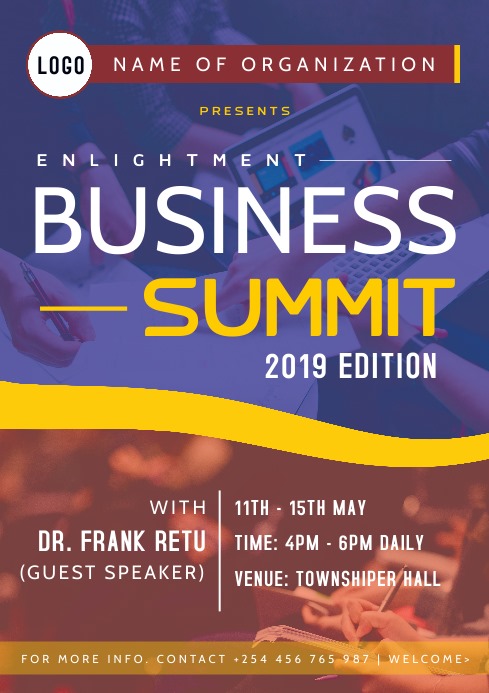 LOGO
NAME OF ORGANIZATION
PRESENTS
ENLIGHTMENT
BUSINESS
SUMMIT
2019 EDITION
WITH
DR. FRANK RETU
(GUEST SPEAKER)
11TH - 15TH MAY
TIME: 4PM - 6PM DAILY
VENUE: TOWNSHIPER HALL
FOR MORE INFO. CONTACT +254 456 765 987 | WELCOME>